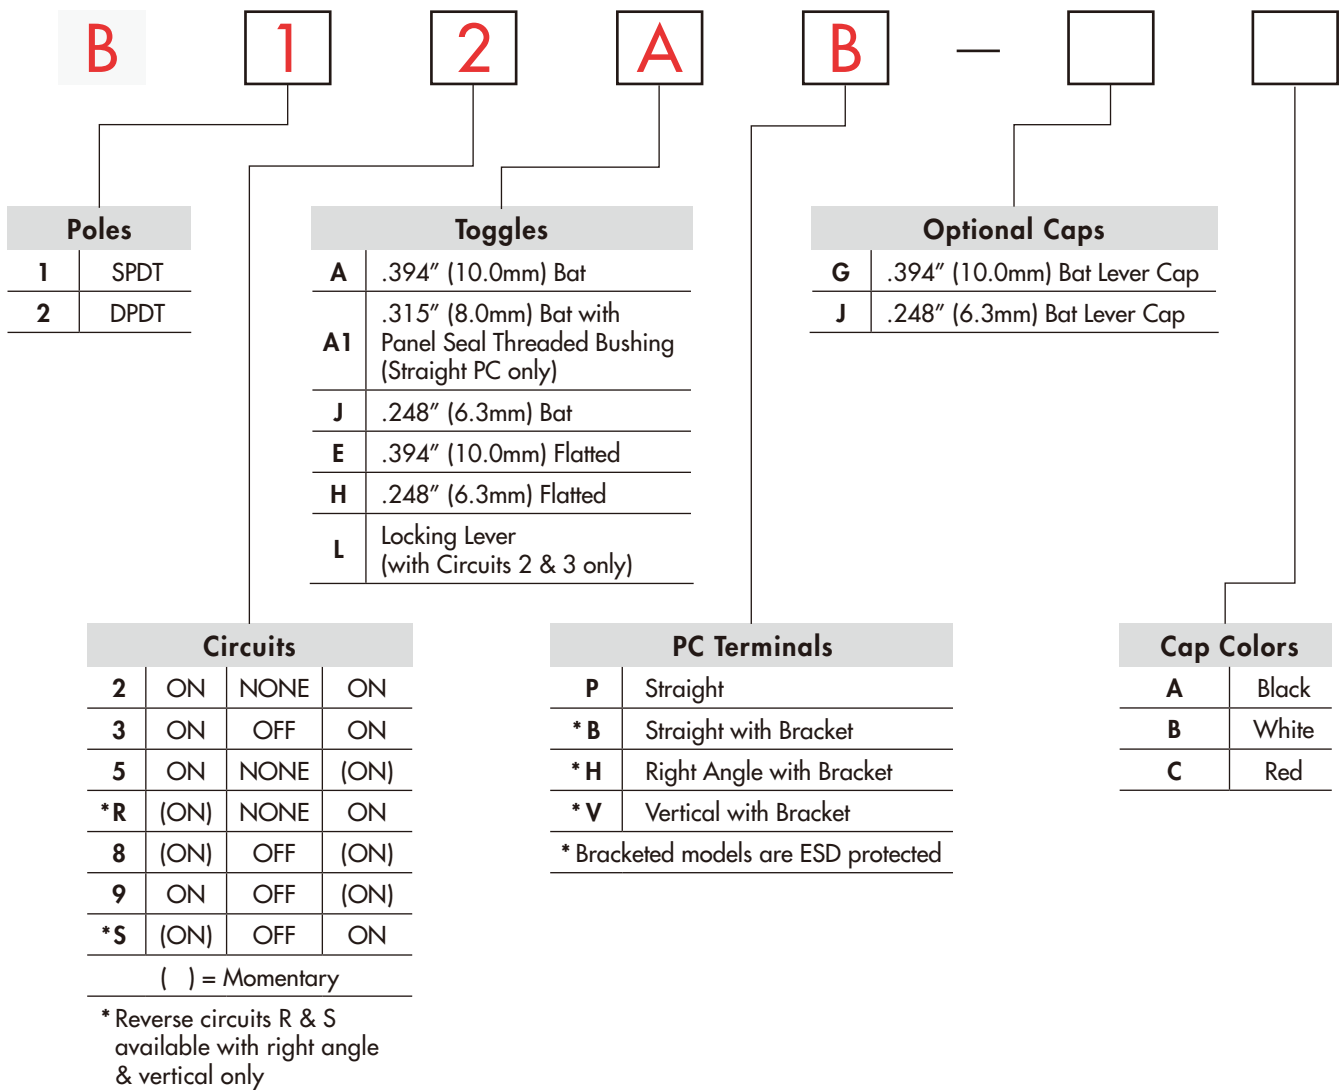 B 1 2 A B —
Poles
1 SPDT
2 DPDT
Toggles
A .394" (10.0mm) Bat
A1 .315" (8.0mm) Bat with
Panel Seal Threaded Bushing
(Straight PC only)
J .248" (6.3mm) Bat
E .394" (10.0mm) Flatted
H .248" (6.3mm) Flatted
L Locking Lever
(with Circuits 2 & 3 only)
Optional Caps
G .394" (10.0mm) Bat Lever Cap
J .248" (6.3mm) Bat Lever Cap
Circuits
2 ON NONE ON
3 ON OFF ON
5 ON NONE (ON)
*R (ON) NONE ON
8 (ON) OFF (ON)
9 ON OFF (ON)
*S (ON) OFF ON
( ) = Momentary
* Reverse circuits R & S
available with right angle
& vertical only
PC Terminals
P Straight
* B Straight with Bracket
* H Right Angle with Bracket
* V Vertical with Bracket
* Bracketed models are ESD protected
Cap Colors
A Black
B White
C Red